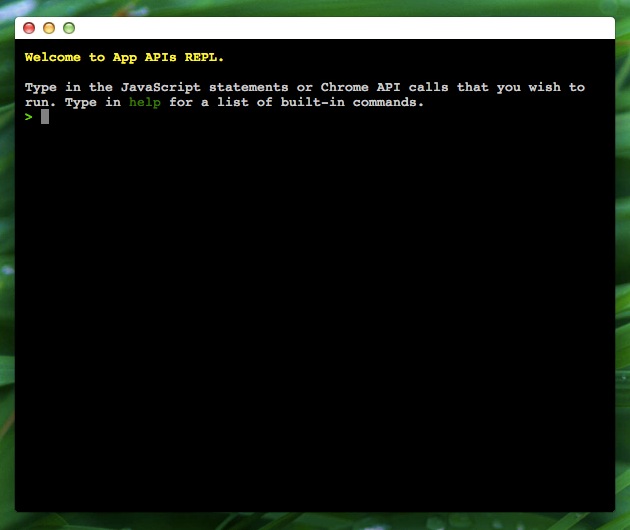 Welcome to App APIs REPL.
Type in the JavaScript statements or Chrome API calls that you wish to
run. Type in help for a list of built-in commands.
>